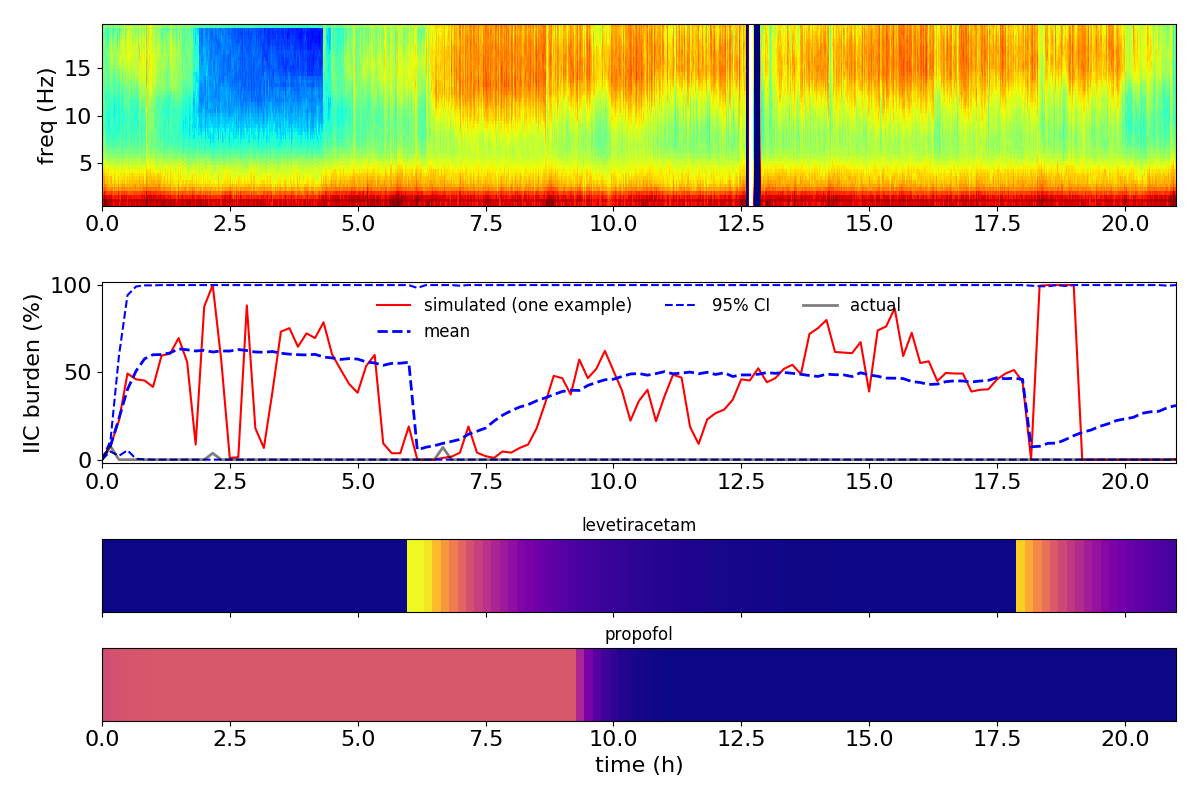 15
10
5
freq (Hz)
0.0 2.5 5.0 7.5 10.0 12.5 15.0 17.5 20.0
100
50
0
IIC burden (%)
simulated (one example)
mean
95% CI
actual
0.0 2.5 5.0 7.5 10.0 12.5 15.0 17.5 20.0
levetiracetam
propofol
0.0 2.5 5.0 7.5 10.0 12.5 15.0 17.5 20.0
time (h)